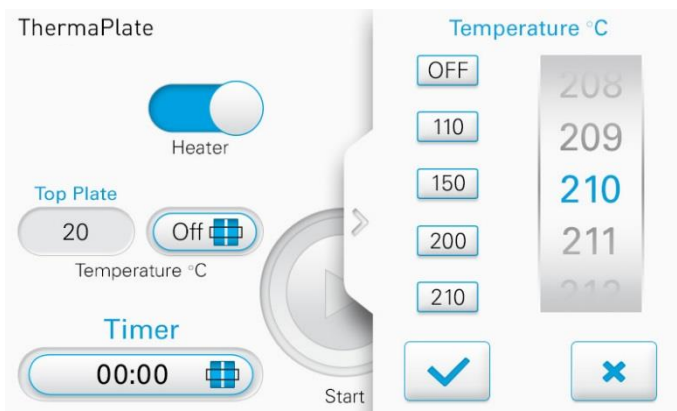 ThermaPlate
Heater
Top Plate
20
Off
Temperature °C
Timer
00:00
Start
Temperature °C
OFF
110
150
200
210
208
209
210
211
212